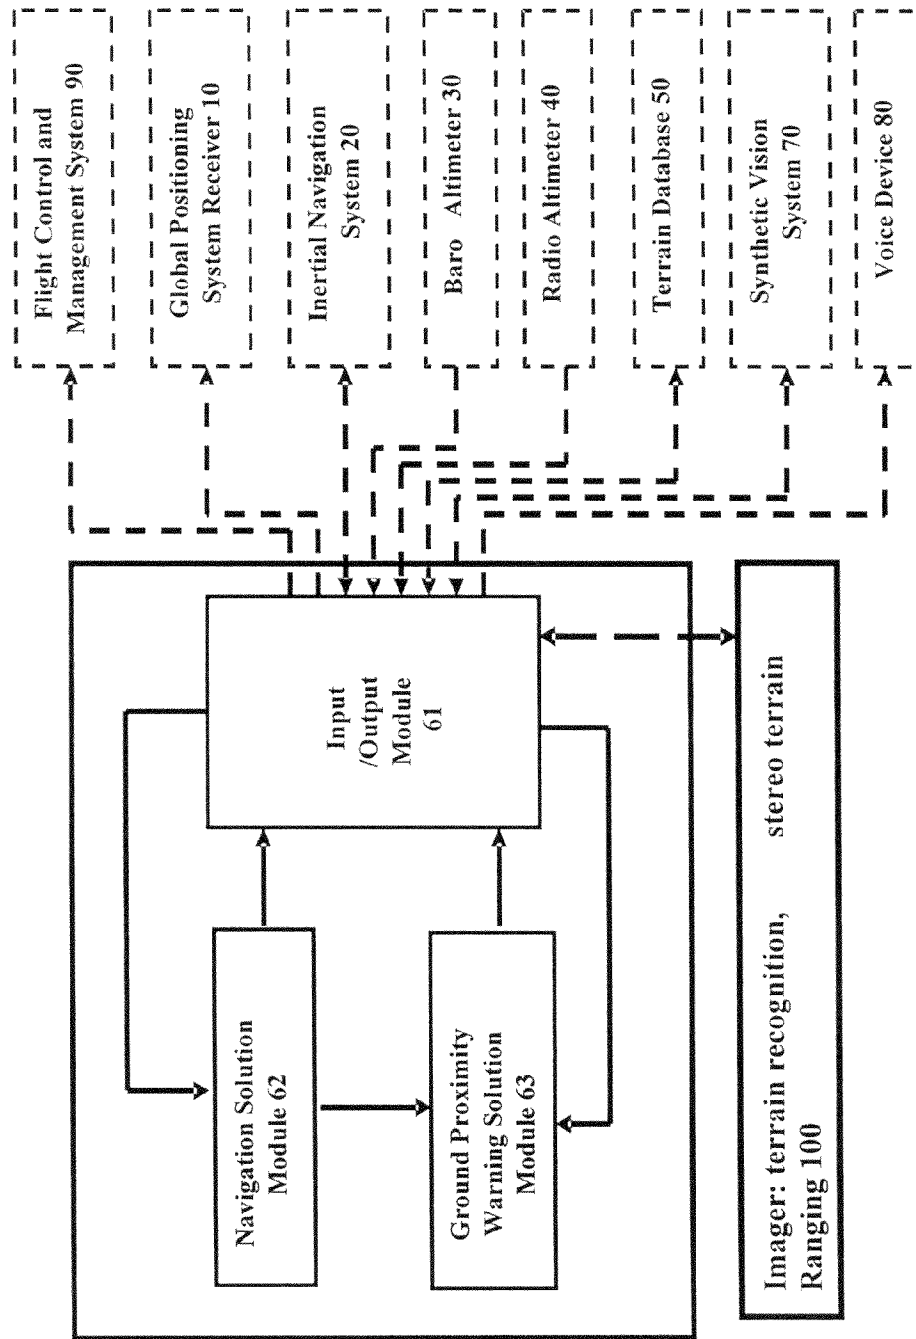 Flight Control and
Management System 90
Global Positioning
System Receiver 10
Inertial Navigation
System 20
Baro Altimeter 30
Radio Altimeter 40
Terrain Database 50
Synthetic Vision
System 70
Voice Device 80
Input
/Output
Module
61
Navigation Solution
Module 62
Ground Proximity
Warning Solution
Module 63
Imager: terrain recognition, stereo terrain
Ranging 100